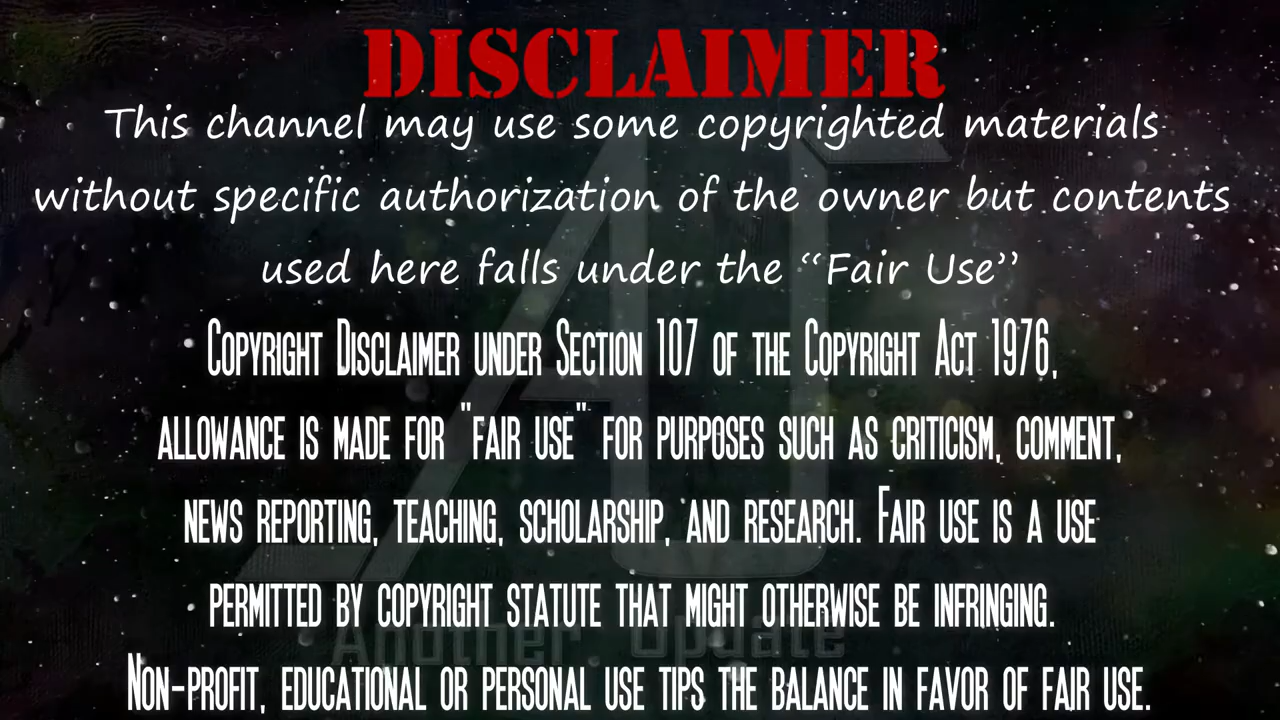 DISCLAIMER
This channel may use some copyrighted materials
without specific authorization of the owner but contents
used here falls under the “Fair Use”
Copyright Disclaimer under Section 107 of the Copyright Act 1976,
allowance is made for "fair use" for purposes such as criticism, comment,
news reporting, teaching, scholarship, and research. Fair use is a use
permitted by copyright statute that might otherwise be infringing.
Another Update
Non-profit, educational or personal use tips the balance in favor of fair use.